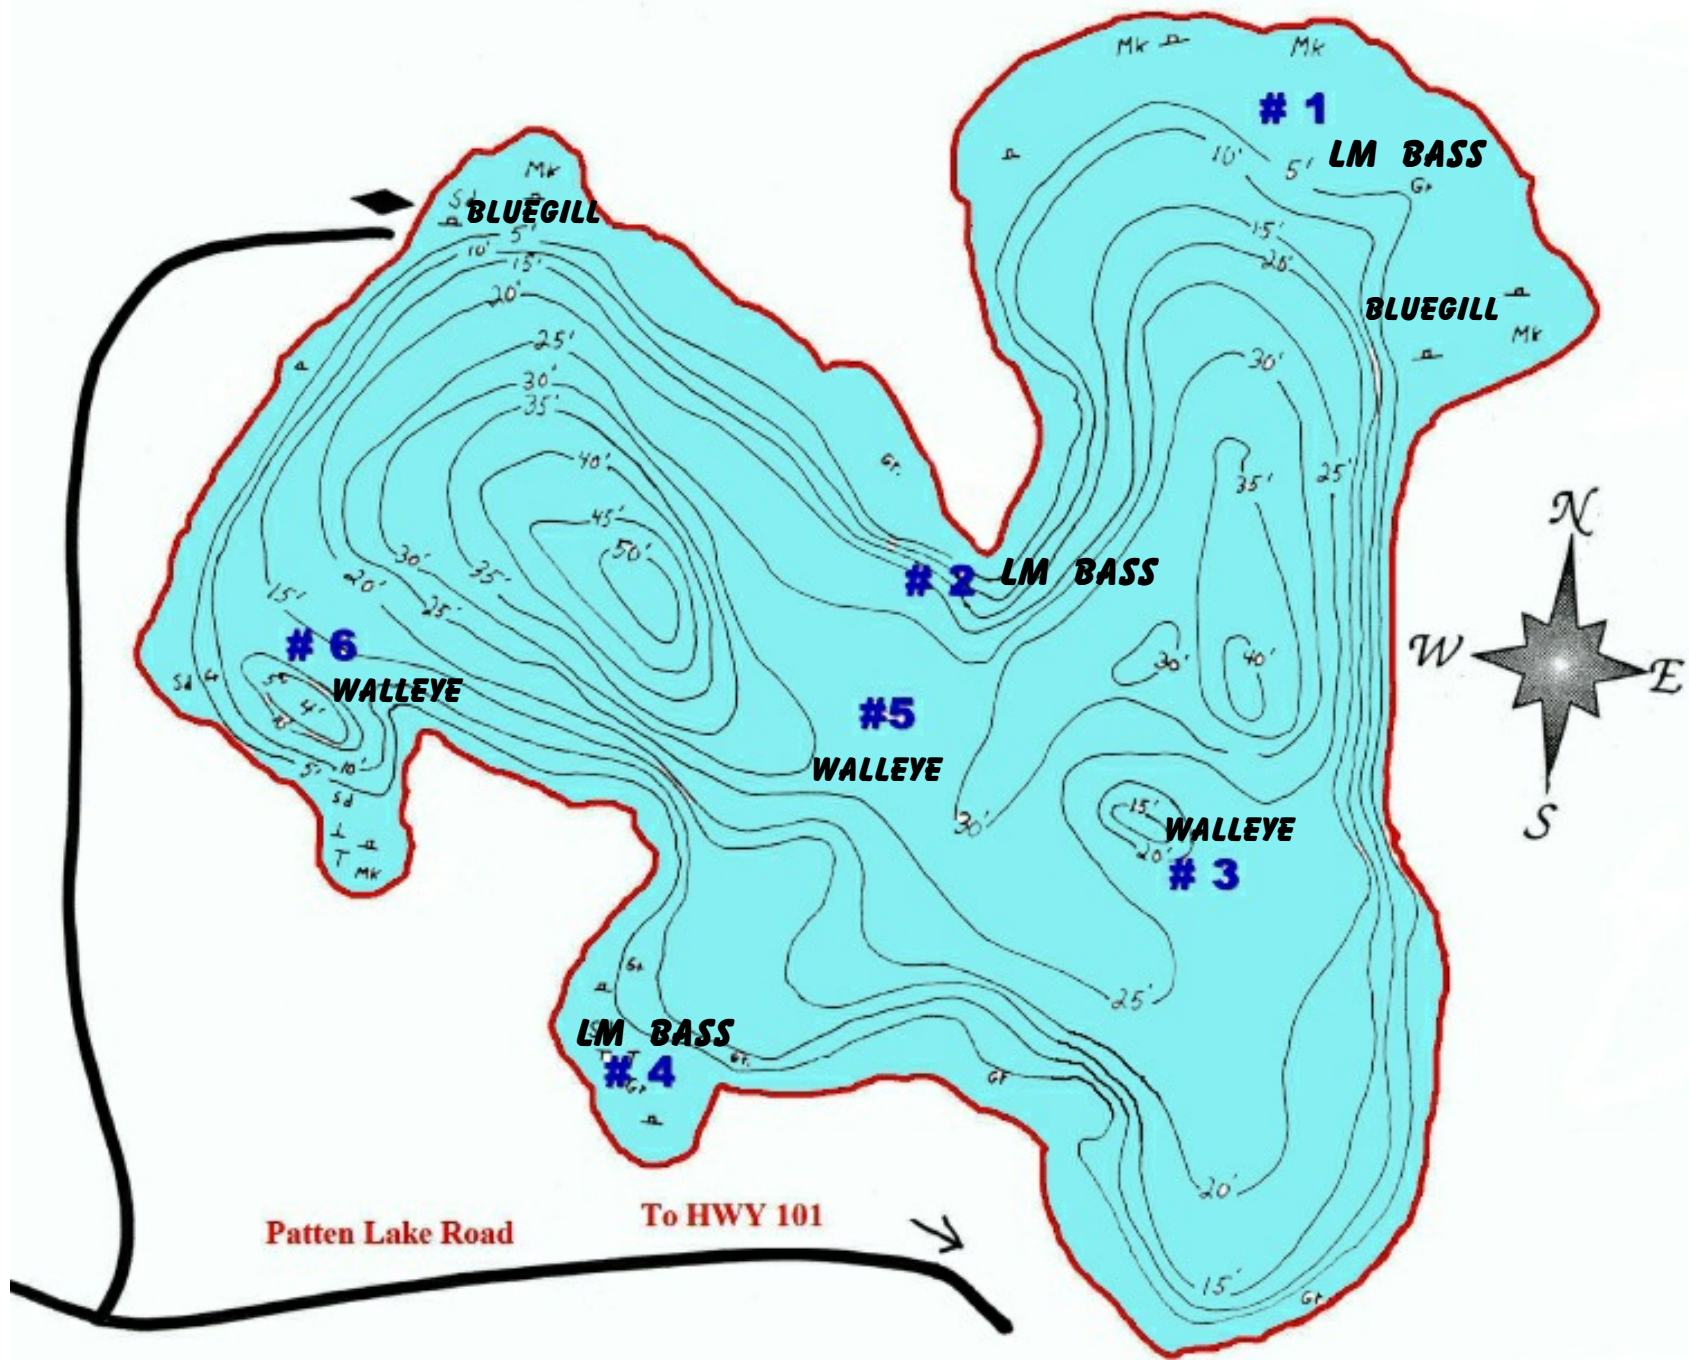 Mk
Mk
# 1
LM BASS
10'
5'
Gr
Mk
Sd
BLUEGILL
5'
10'
15'
15'
20'
20'
BLUEGILL
Mk
25'
30'
30'
35'
Gr.
40'
25'
35'
45'
50'
N
30'
20'
35'
25'
15'
# 2
LM BASS
# 6
30'
40'
W
E
Sd
Gr
5'
4'
WALLEYE
#5
WALLEYE
5'
10'
15'
30'
WALLEYE
20'
# 3
S
Sd
Mk
Gr
25'
LM BASS
Gr.
# 4
Gr
Gr
20'
Patten Lake Road
To HWY 101
15'
Gr.